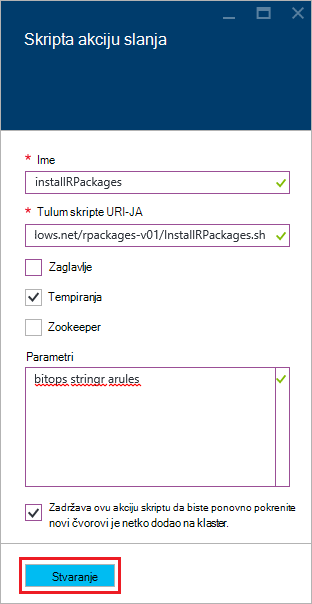 Skripta akciju slanja
* Ime
installRPackages
* Tulum skripte URI-JA
lows.net/rpackages-v01/InstallRPackages.sh
Zaglavlje
Tempiranja
Zookeeper
Parametri
bitops stringr arules
Zadržava ovu akciju skriptu da biste ponovno pokrenite
novi čvorovi je netko dodao na klaster.
Stvaranje